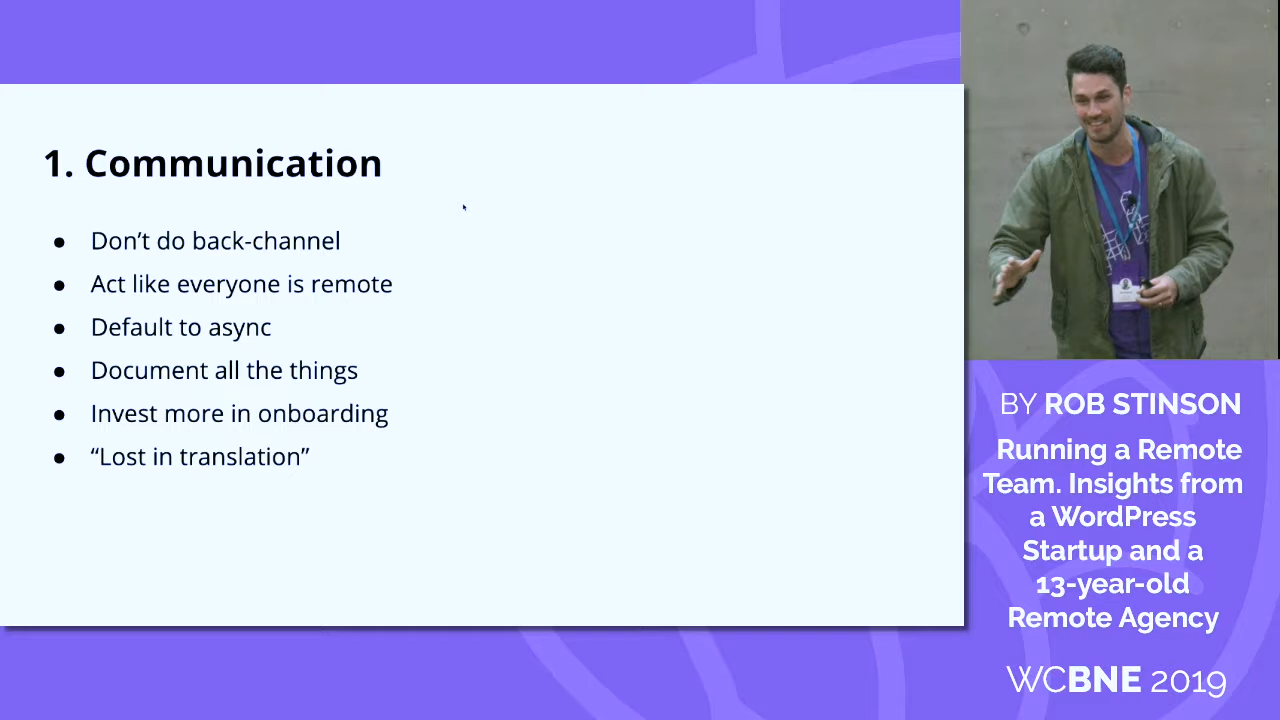 1. Communication
● Don’t do back-channel
● Act like everyone is remote
● Default to async
● Document all the things
● Invest more in onboarding
● “Lost in translation”
BY ROB STINSON
Running a Remote
Team. Insights from
a WordPress
Startup and a
13-year-old
Remote Agency
WCBNE 2019